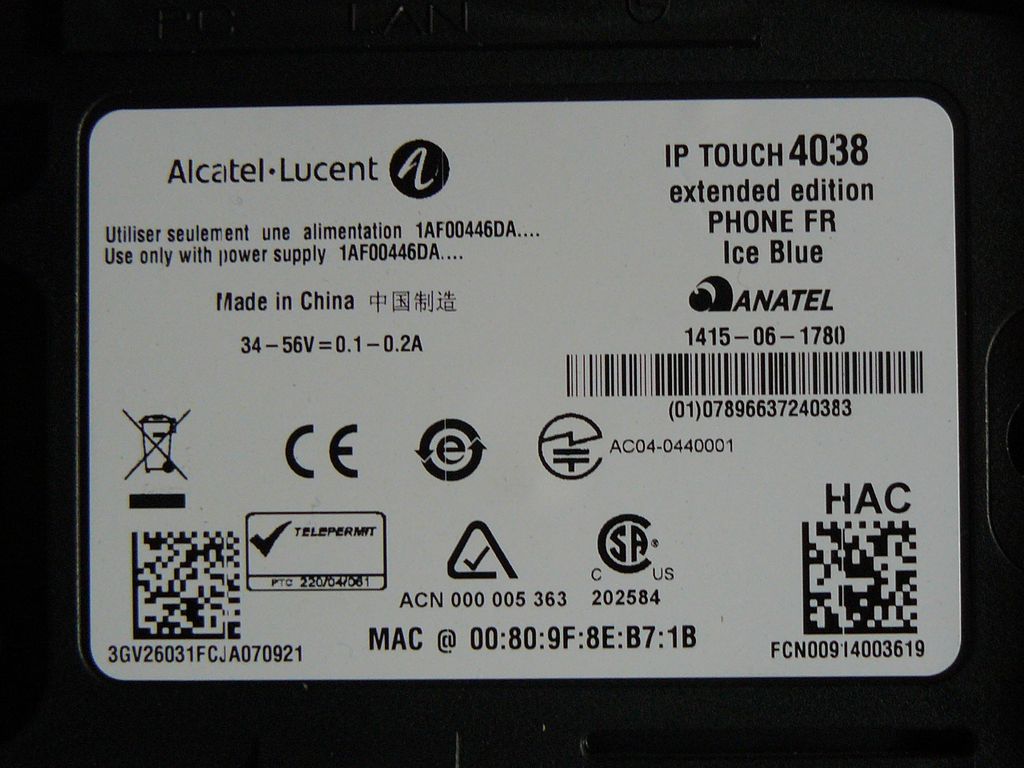 PC LAN
Alcatel·Lucent
IP TOUCH 4038
extended edition
PHONE FR
Ice Blue
Utiliser seulement une alimentation 1AF00446DA....
Use only with power supply 1AF00446DA....
Made in China 中国制造
34–56V=0.1–0.2A
ANATEL
1415–06–1780
(01)07896637240383
CE
e
AC04-0440001
HAC
TELEPERMIT
PTC 220/04/061
ACN 000 005 363
SA ®
C US
202584
MAC @ 00:80:9F:8E:B7:1B
3GV26031FCJA070921
FCN00914003619